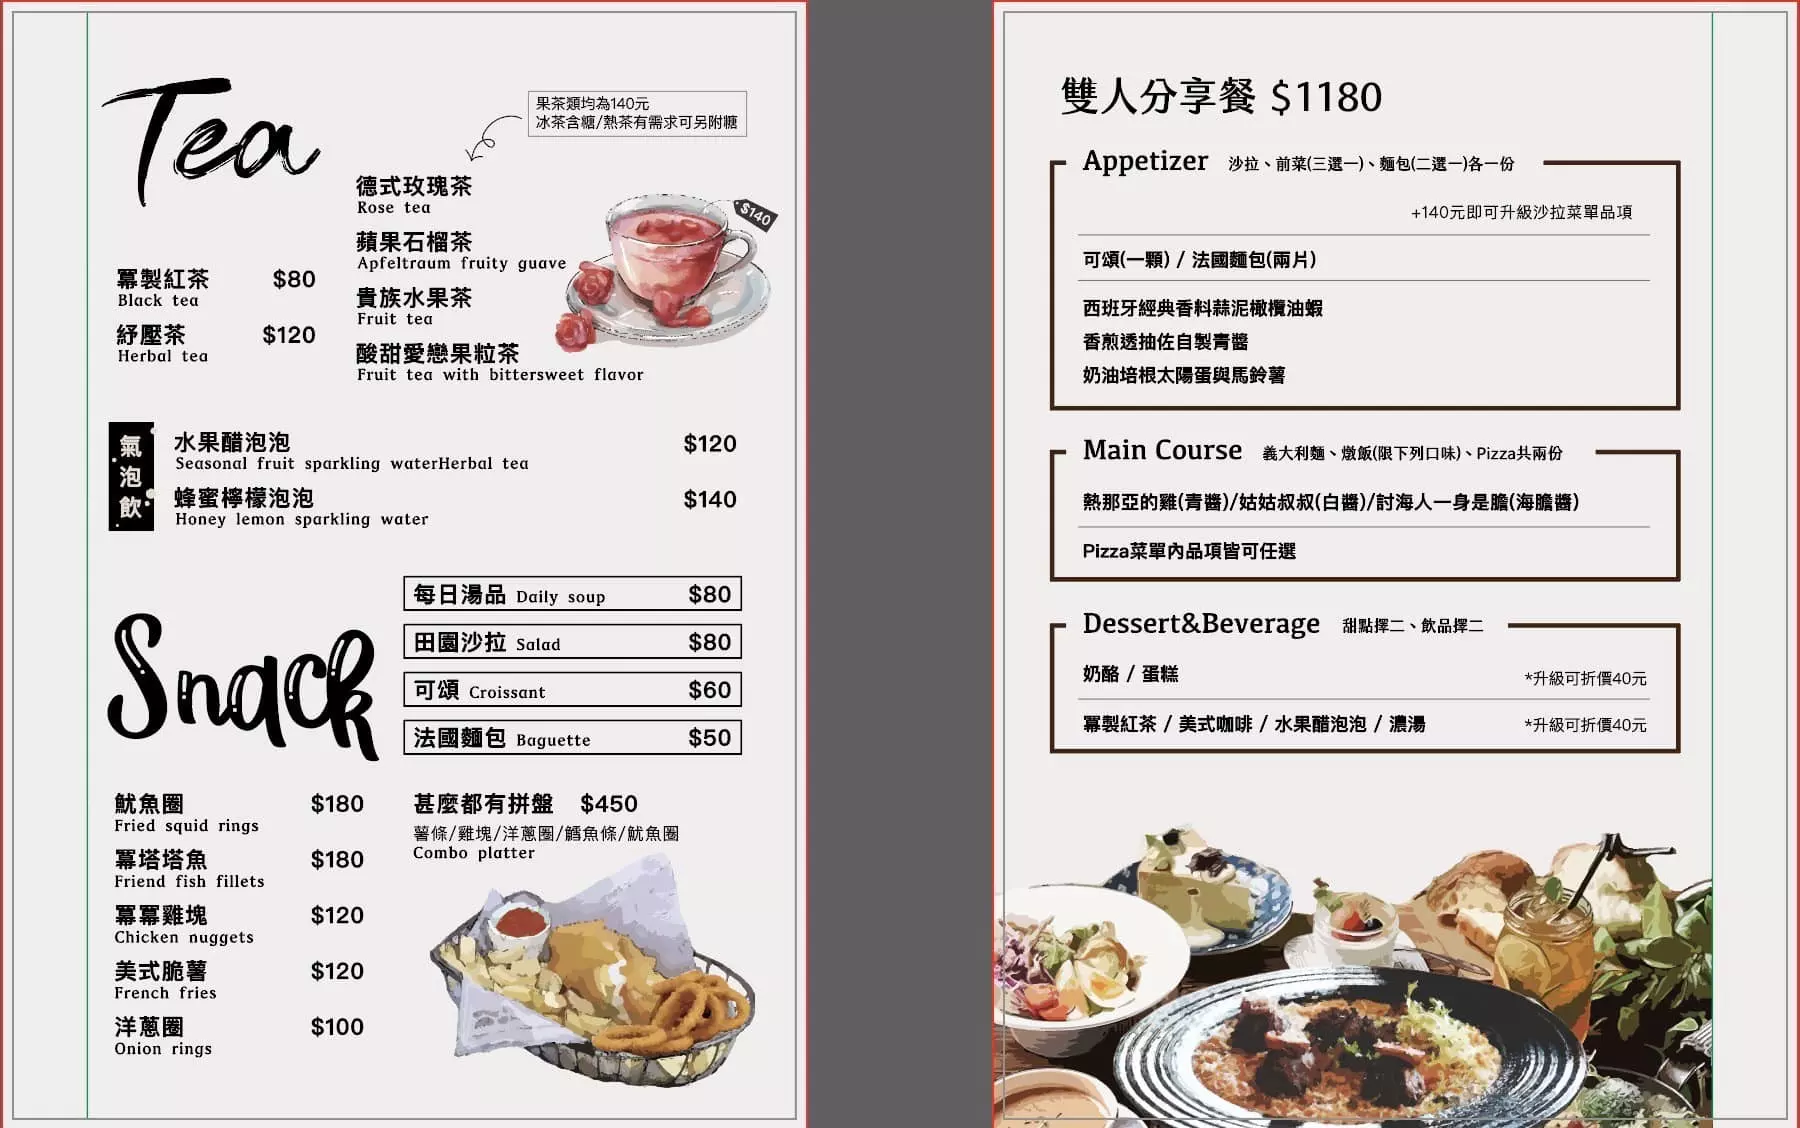 Tea
果茶類均為140元
冰茶含糖/熱茶有需求可另附糖
德式玫瑰茶
Rose tea
$140
蘋果石榴茶
Apfeltraum fruity guave
貴族水果茶
Fruit tea
酸甜愛戀果粒茶
Fruit tea with bittersweet flavor
冪製紅茶 $80
Black tea
紓壓茶 $120
Herbal tea
氣泡飲
水果醋泡泡 $120
Seasonal fruit sparkling waterHerbal tea
蜂蜜檸檬泡泡 $140
Honey lemon sparkling water
Snack
每日湯品 Daily soup $80
田園沙拉 Salad $80
可頌 Croissant $60
法國麵包 Baguette $50
魷魚圈 $180
Fried squid rings
冪塔塔魚 $180
Friend fish fillets
冪冪雞塊 $120
Chicken nuggets
美式脆薯 $120
French fries
洋蔥圈 $100
Onion rings
甚麼都有拼盤 $450
薯條/雞塊/洋蔥圈/鱈魚條/魷魚圈
Combo platter
雙人分享餐 $1180
Appetizer 沙拉、前菜(三選一)、麵包(二選一)各一份
+140元即可升級沙拉菜單品項
可頌(一顆) / 法國麵包(兩片)
西班牙經典香料蒜泥橄欖油蝦
香煎透抽佐自製青醬
奶油培根太陽蛋與馬鈴薯
Main Course 義大利麵、燉飯(限下列口味)、Pizza共兩份
熱那亞的雞(青醬)/姑姑叔叔(白醬)/討海人一身是膽(海膽醬)
Pizza菜單內品項皆可任選
Dessert&Beverage 甜點擇二、飲品擇二
奶酪 / 蛋糕 *升級可折價40元
冪製紅茶 / 美式咖啡 / 水果醋泡泡 / 濃湯 *升級可折價40元